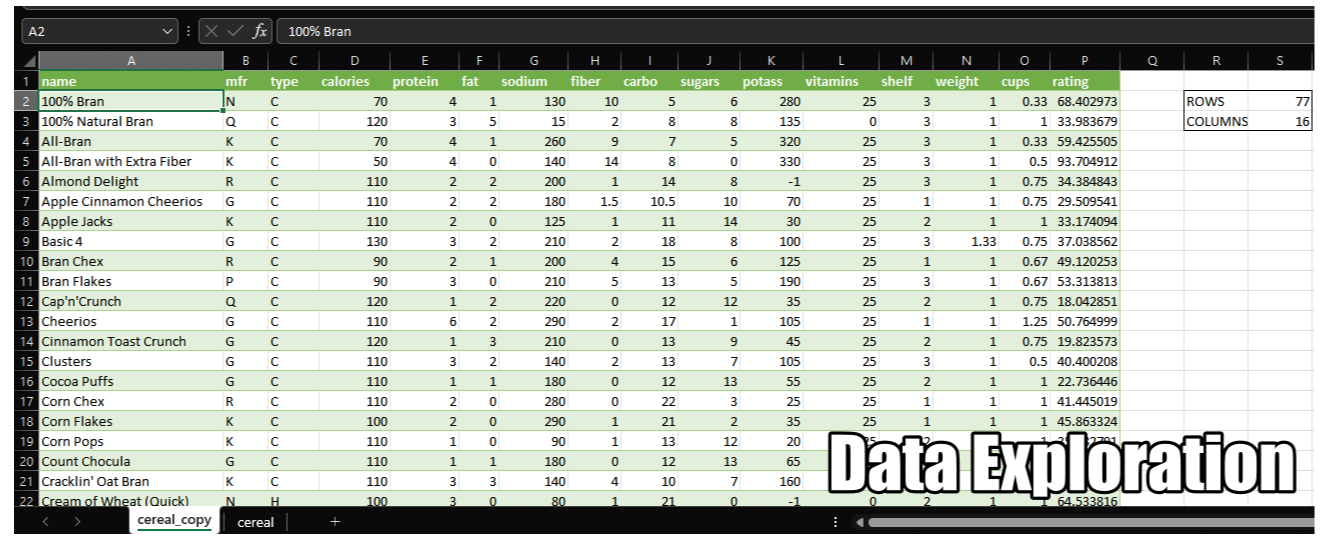 A2 fx 100% Bran
A B C D E F G H I J K L M N O P Q R S
1 name mfr type calories protein fat sodium fiber carbo sugars potass vitamins shelf weight cups rating
2 100% Bran N C 70 4 1 130 10 5 6 280 25 3 1 0.33 68.402973 ROWS 77
3 100% Natural Bran Q C 120 3 5 15 2 8 8 135 0 3 1 1 33.983679 COLUMNS 16
4 All-Bran K C 70 4 1 260 9 7 5 320 25 3 1 0.33 59.425505
5 All-Bran with Extra Fiber K C 50 4 0 140 14 8 0 330 25 3 1 0.5 93.704912
6 Almond Delight R C 110 2 2 200 1 14 8 -1 25 3 1 0.75 34.384843
7 Apple Cinnamon Cheerios G C 110 2 2 180 1.5 10.5 10 70 25 1 1 0.75 29.509541
8 Apple Jacks K C 110 2 0 125 1 11 14 30 25 2 1 1 33.174094
9 Basic 4 G C 130 3 2 210 2 18 8 100 25 3 1.33 0.75 37.038562
10 Bran Chex R C 90 2 1 200 4 15 6 125 25 1 1 0.67 49.120253
11 Bran Flakes P C 90 3 0 210 5 13 5 190 25 3 1 0.67 53.313813
12 Cap'n'Crunch Q C 120 1 2 220 0 12 12 35 25 2 1 0.75 18.042851
13 Cheerios G C 110 6 2 290 2 17 1 105 25 1 1 1.25 50.764999
14 Cinnamon Toast Crunch G C 120 1 3 210 0 13 9 45 25 2 1 0.75 19.823573
15 Clusters G C 110 3 2 140 2 13 7 105 25 3 1 0.5 40.400208
16 Cocoa Puffs G C 110 1 1 180 0 12 13 55 25 2 1 1 22.736446
17 Corn Chex R C 110 2 0 280 0 22 3 25 25 1 1 1 41.445019
18 Corn Flakes K C 100 2 0 290 1 21 2 35 25 1 1 1 45.863324
19 Corn Pops K C 110 1 0 90 1 13 12 20
20 Count Chocula G C 110 1 1 180 0 12 13 65
21 Cracklin' Oat Bran K C 110 3 3 140 4 10 7 160
Data Exploration
22 Cream of Wheat (Quick) N H 100 3 0 80 1 21 0 -1 0 2 1 1 64.533816
cereal_copy cereal +